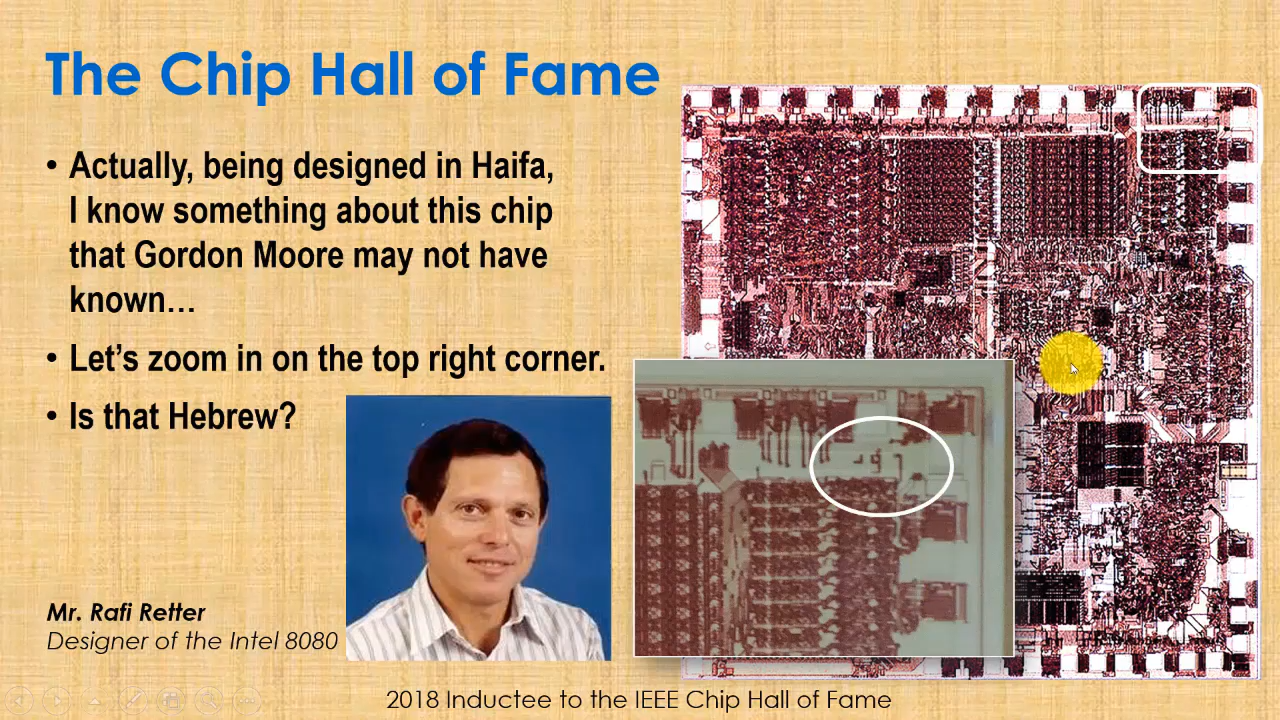 The Chip Hall of Fame
• Actually, being designed in Haifa,
I know something about this chip
that Gordon Moore may not have
known…
• Let’s zoom in on the top right corner.
• Is that Hebrew?
Mr. Rafi Retter
Designer of the Intel 8080
2018 Inductee to the IEEE Chip Hall of Fame